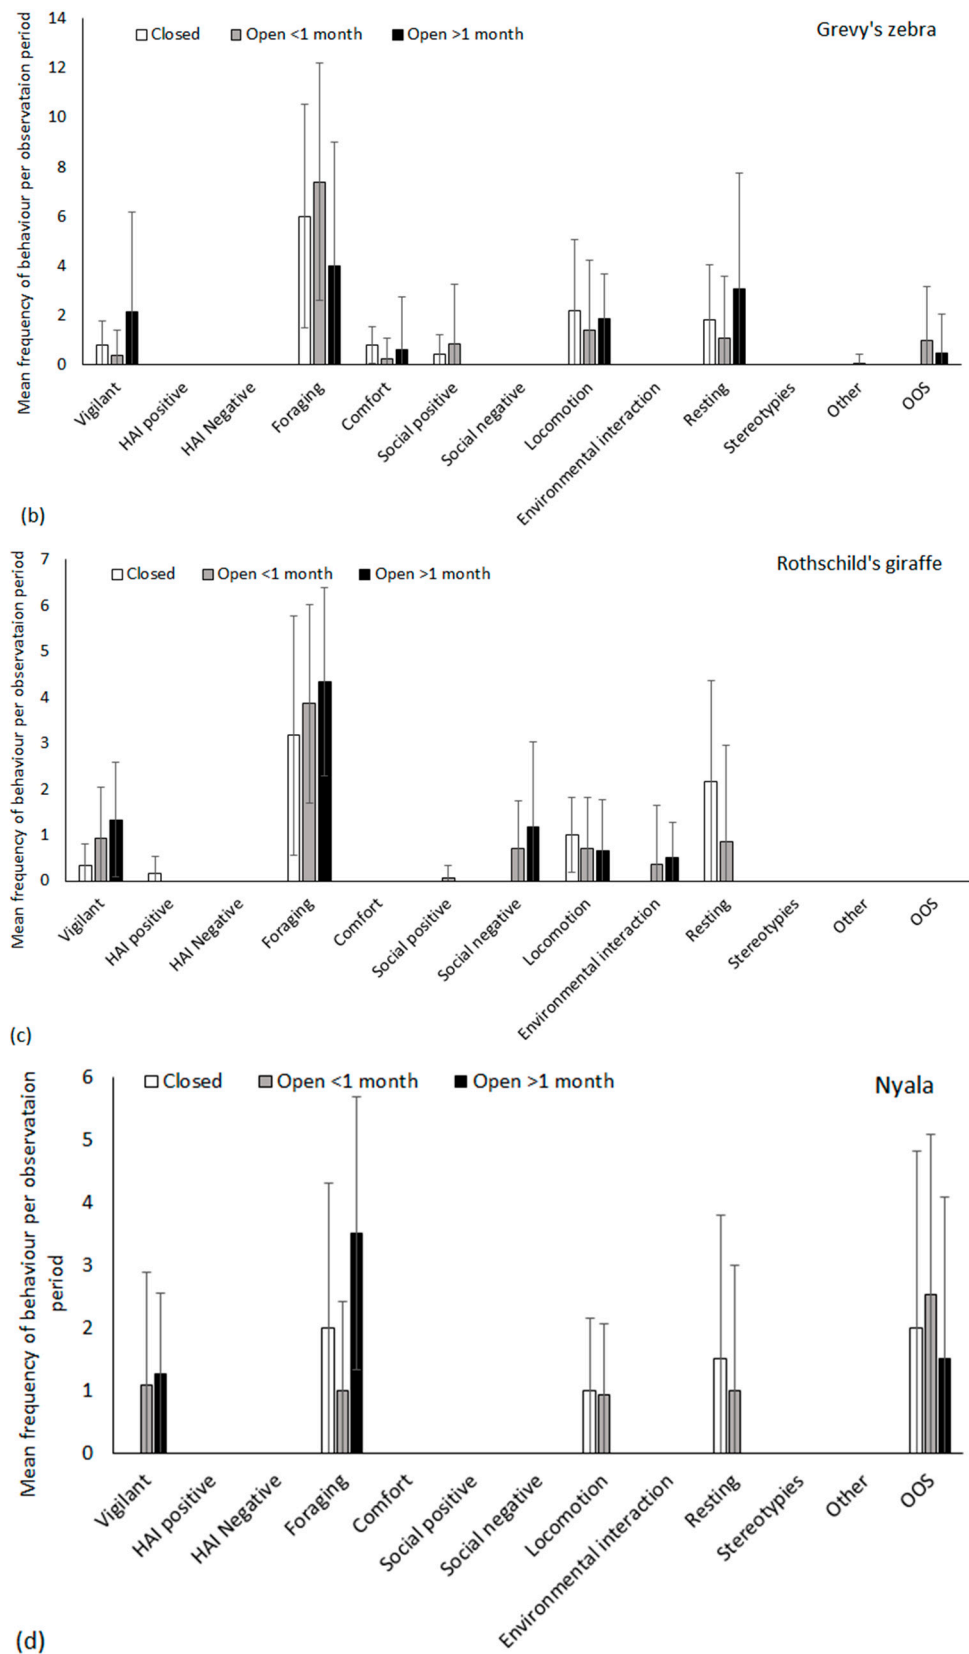 Mean frequency of behaviour per observataion period
14
12
10
8
6
4
2
0
Closed Open <1 month Open >1 month
Grevy's zebra
Vigilant
HAI positive
HAI Negative
Foraging
Comfort
Social positive
Social negative
Locomotion
Environmental interaction
Resting
Stereotypies
Other
OOS
(b)
Mean frequency of behaviour per observataion period
7
6
5
4
3
2
1
0
Closed Open <1 month Open >1 month
Rothschild's giraffe
Vigilant
HAI positive
HAI Negative
Foraging
Comfort
Social positive
Social negative
Locomotion
Environmental interaction
Resting
Stereotypies
Other
OOS
(c)
Mean frequency of behaviour per observataion
period
6
5
4
3
2
1
0
Closed Open <1 month Open >1 month
Nyala
Vigilant
HAI positive
HAI Negative
Foraging
Comfort
Social positive
Social negative
Locomotion
Environmental interaction
Resting
Stereotypies
Other
OOS
(d)